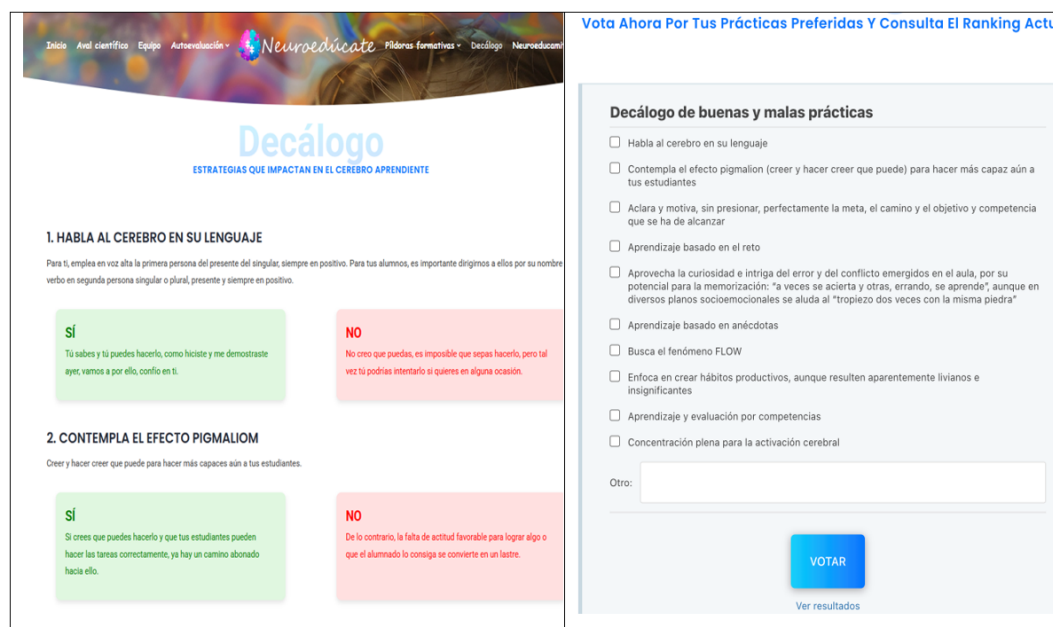 Inicio Aval científico Equipo Autoevaluación Neuroedúcate Píldoras formativas Decálogo
Decálogo
ESTRATEGIAS QUE IMPACTAN EN EL CEREBRO APRENDIENTE
1. HABLA AL CEREBRO EN SU LENGUAJE
Para ti, emplea en voz alta la primera persona del presente del singular, siempre en positivo. Para tus alumnos, es importante dirigirnos a ellos por su nombre
verbo en segunda persona singular o plural, presente y siempre en positivo.
SÍ
Tú sabes y tú puedes hacerlo, como hiciste y me demostraste
ayer, vamos a por ello, confío en ti.
NO
No creo que puedas, es imposible que sepas hacerlo, pero tal
vez tú podrías intentarlo si quieres en alguna ocasión.
2. CONTEMPLA EL EFECTO PIGMALIOM
Creer y hacer creer que puede para hacer más capaces aún a tus estudiantes.
SÍ
Si crees que puedes hacerlo y que tus estudiantes pueden
hacer las tareas correctamente, ya hay un camino abonado
hacia ello.
NO
De lo contrario, la falta de actitud favorable para lograr algo o
que el alumnado lo consiga se convierte en un lastre.
Vota Ahora Por Tus Prácticas Preferidas Y Consulta El Ranking
Decálogo de buenas y malas prácticas
Habla al cerebro en su lenguaje
Contempla el efecto pigmalion (creer y hacer creer que puede) para hacer más capaz aún a
tus estudiantes
Aclara y motiva, sin presionar, perfectamente la meta, el camino y el objetivo y competencia
que se ha de alcanzar
Aprendizaje basado en el reto
Aprovecha la curiosidad e intriga del error y del conflicto emergidos en el aula, por su
potencial para la memorización: “a veces se acierta y otras, errando, se aprende”, aunque en
diversos planos socioemocionales se aluda al “tropiezo dos veces con la misma piedra”
Aprendizaje basado en anécdotas
Busca el fenómeno FLOW
Enfoca en crear hábitos productivos, aunque resulten aparentemente livianos e
insignificantes
Aprendizaje y evaluación por competencias
Concentración plena para la activación cerebral
Otro:
VOTAR
Ver resultados